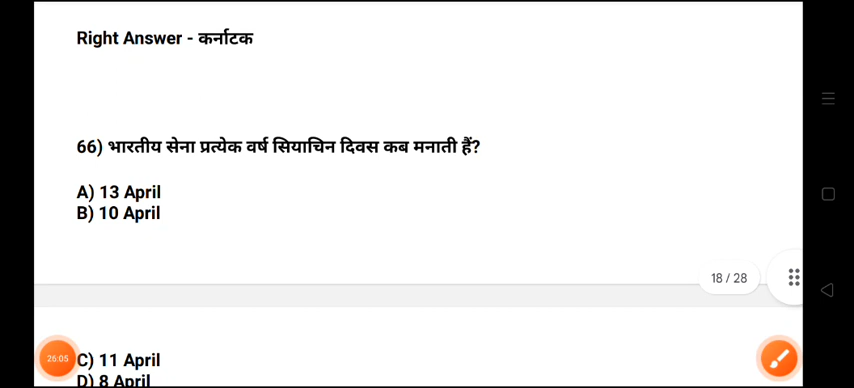 Right Answer - कर्नाटक
66) भारतीय सेना प्रत्येक वर्ष सियाचिन दिवस कब मनाती हैं?
A) 13 April
B) 10 April
18 / 28
26:05
C) 11 April
D) 8 April